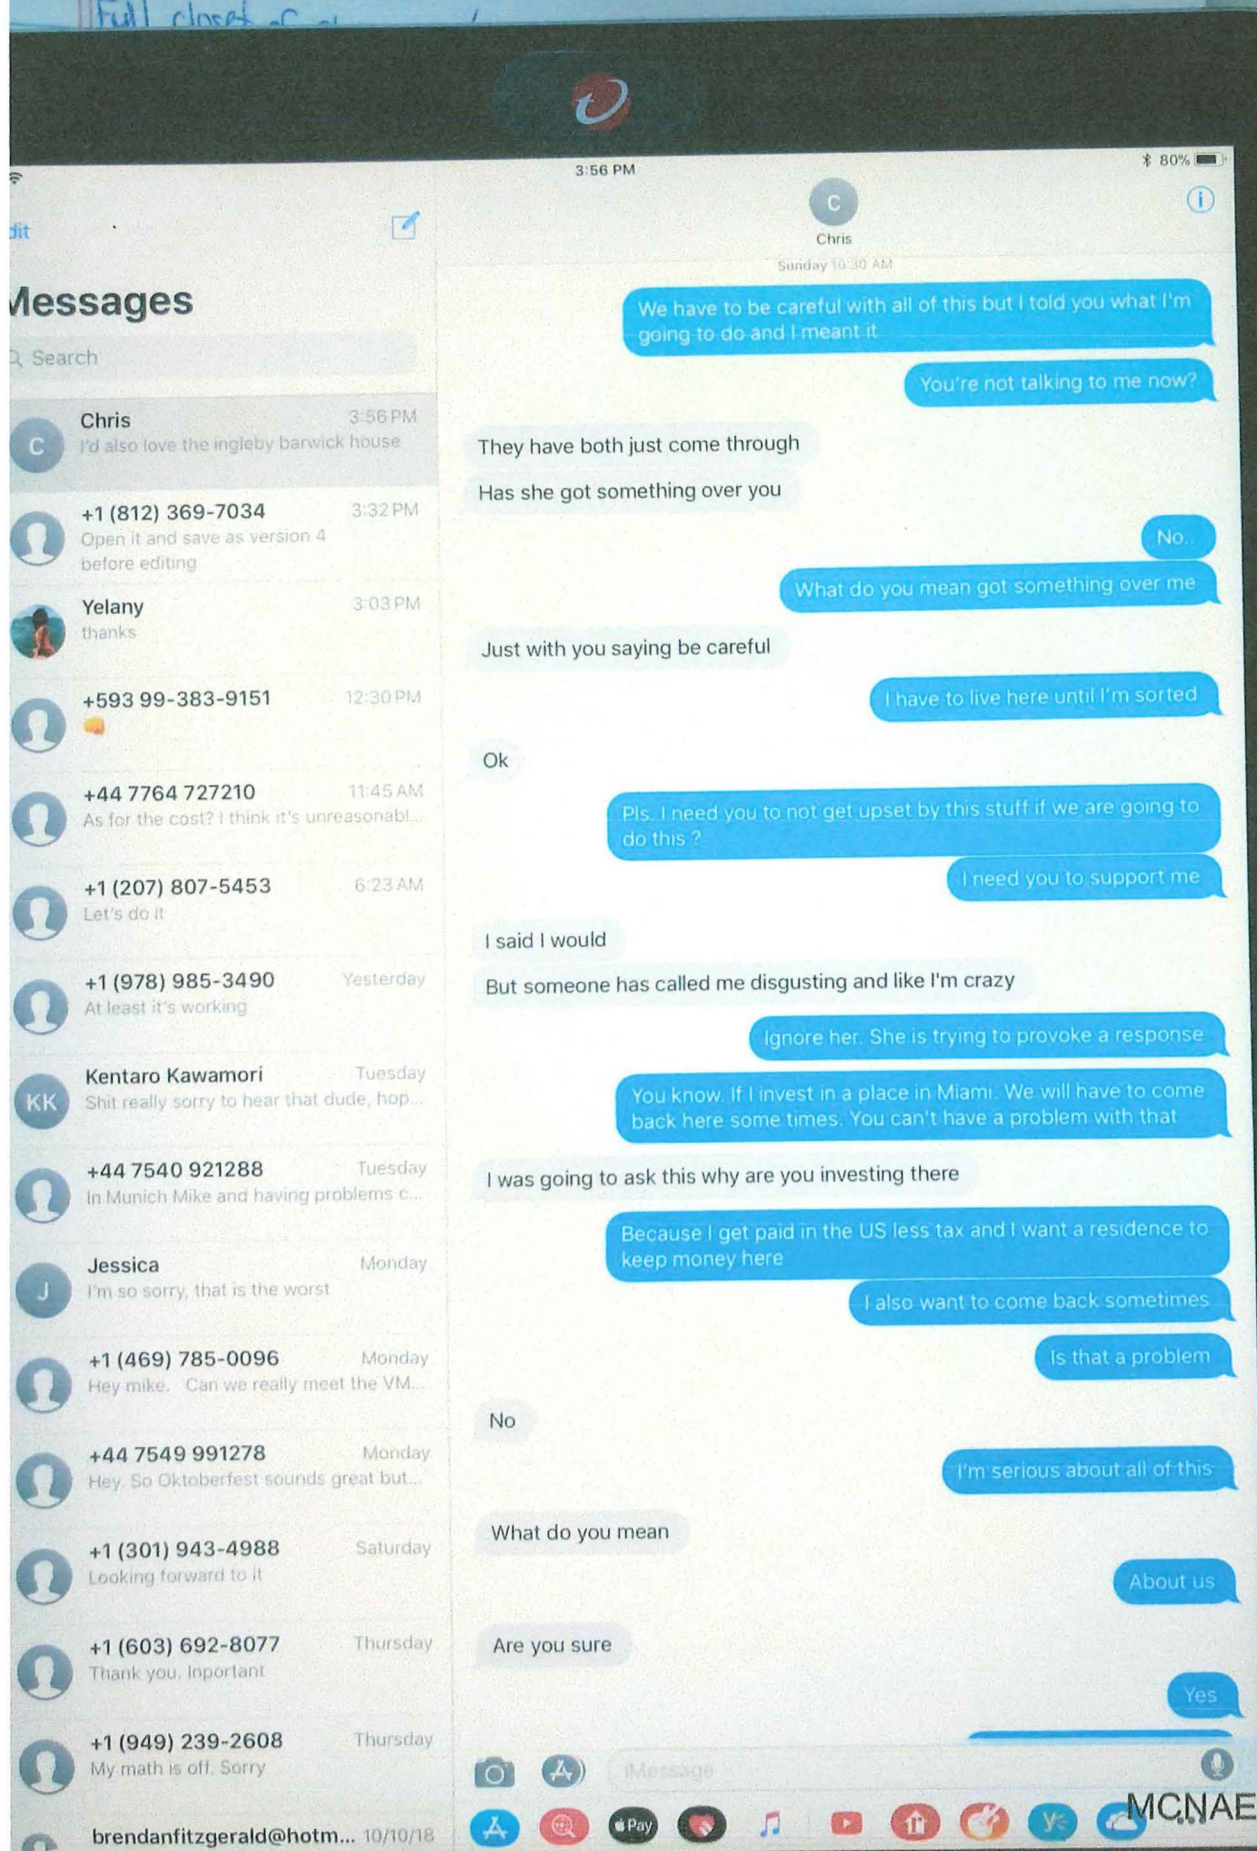 Full closet of
3:56 PM
80%
dit
C
Chris
Messages
Search
C
Chris
3:56 PM
I'd also love the ingleby barwick house
+1 (812) 369-7034
3:32 PM
Open it and save as version 4
before editing
Yelany
3:03 PM
thanks
+593 99-383-9151
12:30 PM
+44 7764 727210
11:45 AM
As for the cost? I think it's unreasonabl...
+1 (207) 807-5453
6:23 AM
Let's do it
+1 (978) 985-3490
Yesterday
At least it's working
KK
Kentaro Kawamori
Tuesday
Shit really sorry to hear that dude, hop...
+44 7540 921288
Tuesday
In Munich Mike and having problems c...
J
Jessica
Monday
I'm so sorry, that is the worst
+1 (469) 785-0096
Monday
Hey mike. Can we really meet the VM...
+44 7549 991278
Monday
Hey. So Oktoberfest sounds great but...
+1 (301) 943-4988
Saturday
Looking forward to it
+1 (603) 692-8077
Thursday
Thank you. Inportant
+1 (949) 239-2608
Thursday
My math is off. Sorry
brendanfitzgerald@hotm... 10/10/18
Sunday 10:30 AM
We have to be careful with all of this but I told you what I'm
going to do and I meant it
You're not talking to me now?
They have both just come through
Has she got something over you
No..
What do you mean got something over me
Just with you saying be careful
I have to live here until I'm sorted
Ok
Pls. I need you to not get upset by this stuff if we are going to
do this ?
I need you to support me
I said I would
But someone has called me disgusting and like I'm crazy
Ignore her. She is trying to provoke a response
You know. If I invest in a place in Miami. We will have to come
back here some times. You can't have a problem with that
I was going to ask this why are you investing there
Because I get paid in the US less tax and I want a residence to
keep money here
I also want to come back sometimes
Is that a problem
No
I'm serious about all of this
What do you mean
About us
Are you sure
Yes
iMessage
Pay
MCNAE